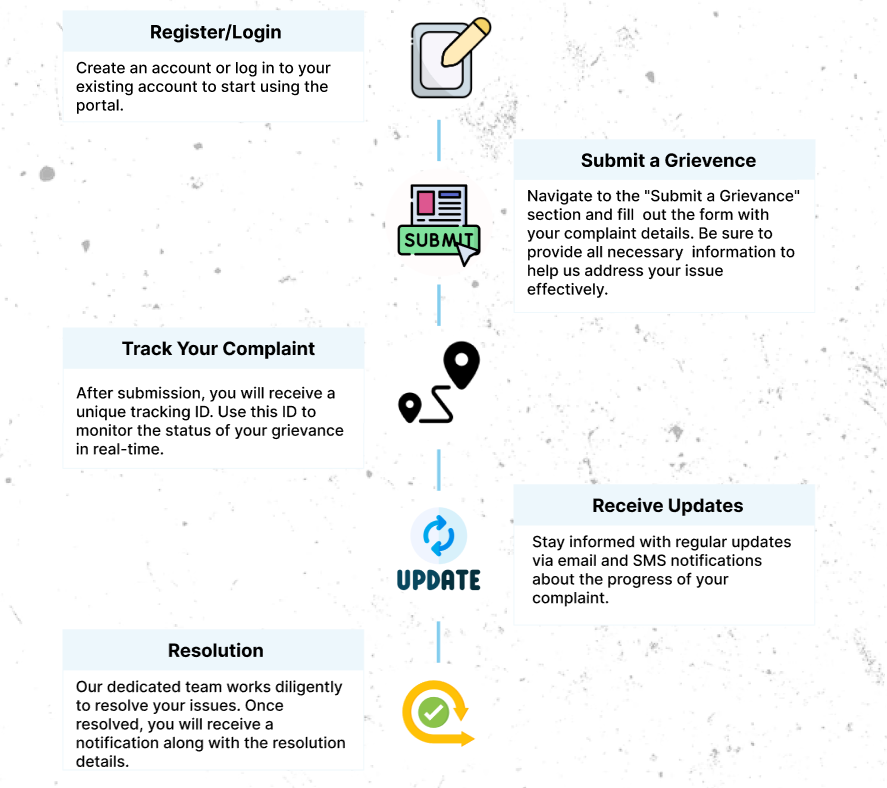 Register/Login
Create an account or log in to your
existing account to start using the
portal.
Submit a Grievence
Navigate to the "Submit a Grievance"
section and fill  out the form with
your complaint details. Be sure to
provide all necessary  information to
help us address your issue
effectively.
SUBMIT
Track Your Complaint
After submission, you will receive a
unique tracking ID. Use this ID to
monitor the status of your grievance
in real-time.
Receive Updates
Stay informed with regular updates
via email and SMS notifications
about the progress of your
complaint.
UPDATE
Resolution
Our dedicated team works diligently
to resolve your issues. Once
resolved, you will receive a
notification along with the resolution
details.